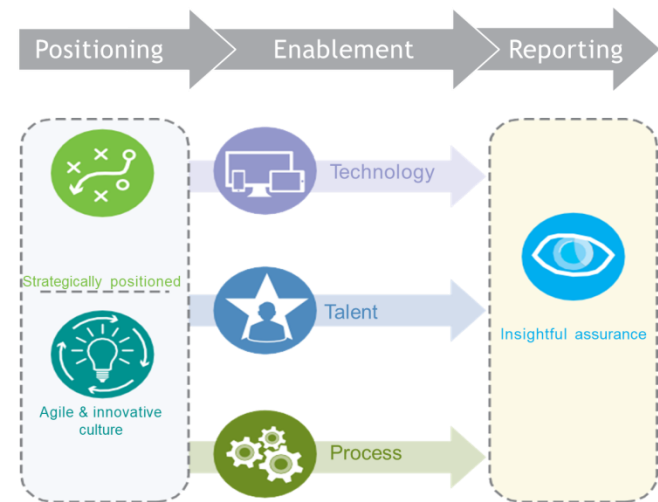 Positioning
Enablement
Reporting
Strategically positioned
Agile & innovative
culture
Technology
Talent
Process
Insightful assurance